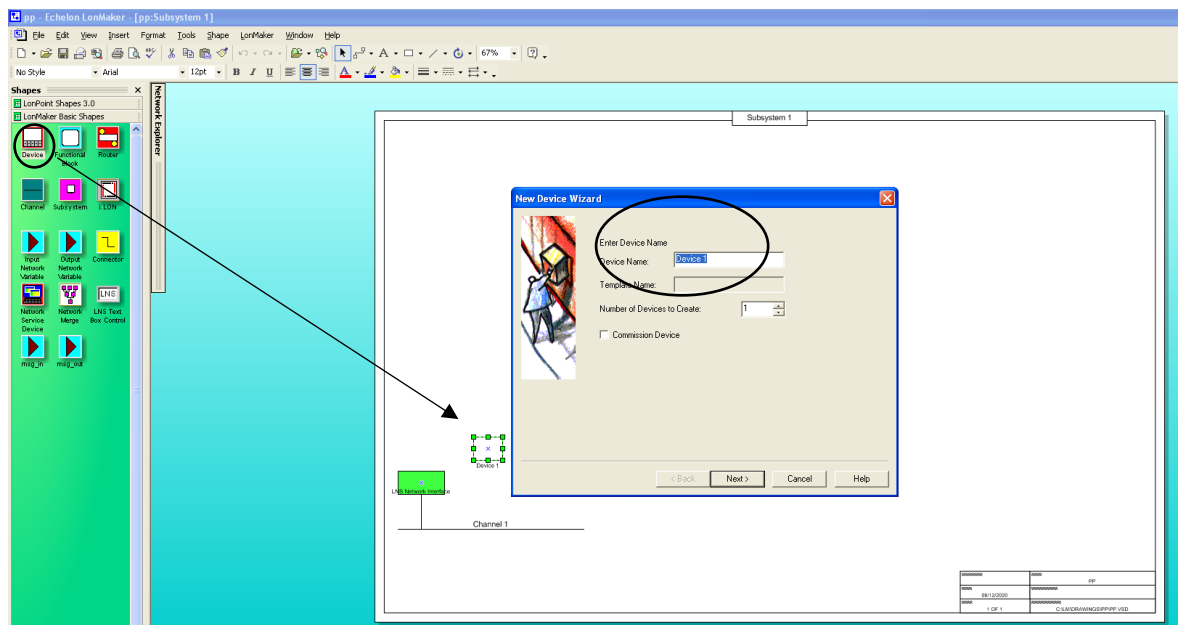 pp - Echelon LonMaker - [pp:Subsystem 1]
File Edit View Insert Format Tools Shape LonMaker Window Help
67%
No Style Arial 12pt B I U A
Shapes
LonPoint Shapes 3.0
LonMaker Basic Shapes
Device
Functional Block
Router
Channel
Subsystem
i.LON
Input Network Variable
Output Network Variable
Connector
Network Service Device
Network Merge
LNS
LNS Text Box Control
msg_in
msg_out
Network Explorer
Subsystem 1
New Device Wizard
Enter Device Name
Device Name: Device 1
Template Name:
Number of Devices to Create: 1
Commission Device
< Back Next > Cancel Help
Device 1
LNS Network Interface
Channel 1
PP
06/12/2020
1 OF 1
C:\LM\DRAWINGS\PP\PP.VSD